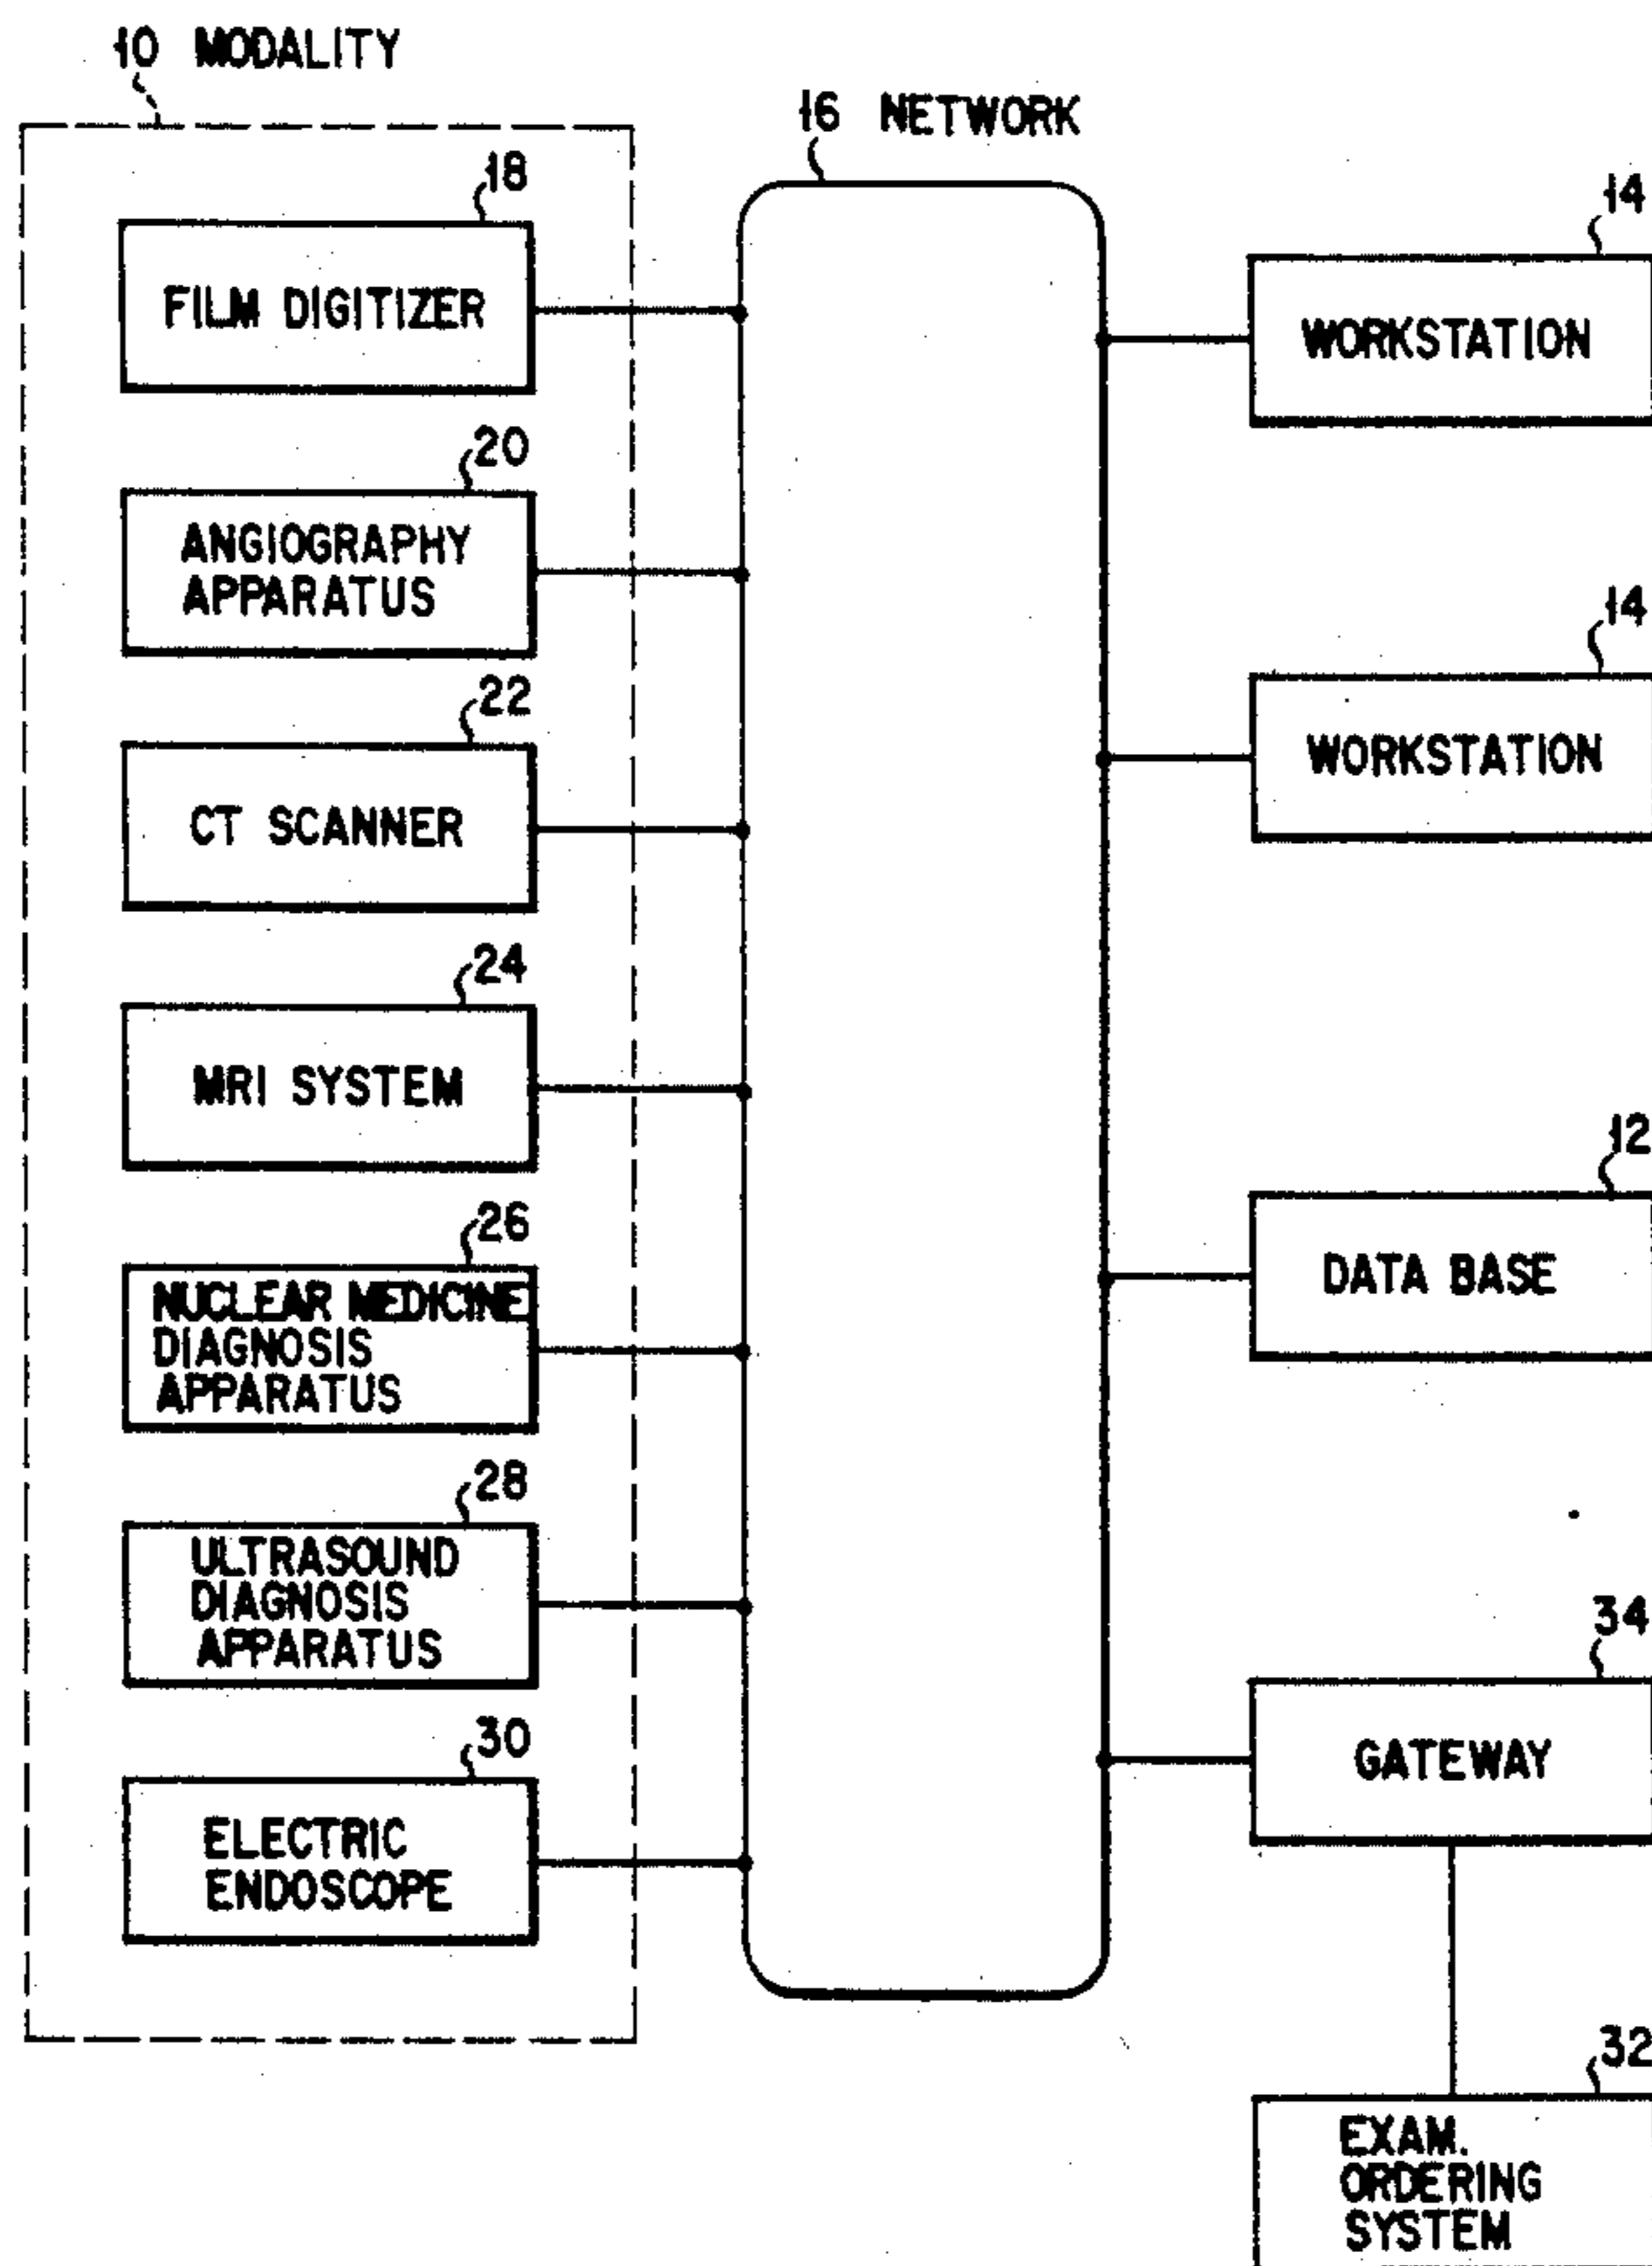 10 MODALITY
18
FILM DIGITIZER
20
ANGIOGRAPHY
APPARATUS
22
CT SCANNER
24
MRI SYSTEM
26
NUCLEAR MEDICINE
DIAGNOSIS
APPARATUS
28
ULTRASOUND
DIAGNOSIS
APPARATUS
30
ELECTRIC
ENDOSCOPE
16 NETWORK
14
WORKSTATION
14
WORKSTATION
12
DATA BASE
34
GATEWAY
32
EXAM.
ORDERING
SYSTEM